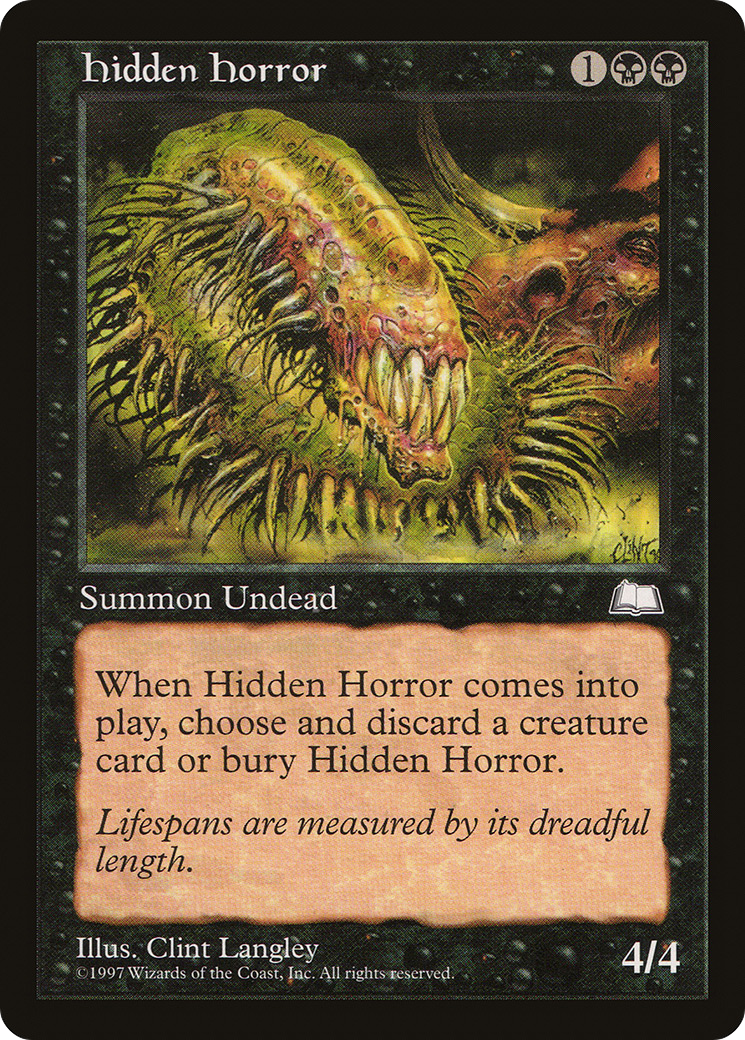 Hidden Horror
1
CLINT
Summon Undead
When Hidden Horror comes into
play, choose and discard a creature
card or bury Hidden Horror.
Lifespans are measured by its dreadful
length.
Illus. Clint Langley
4/4
©1997 Wizards of the Coast, Inc. All rights reserved.